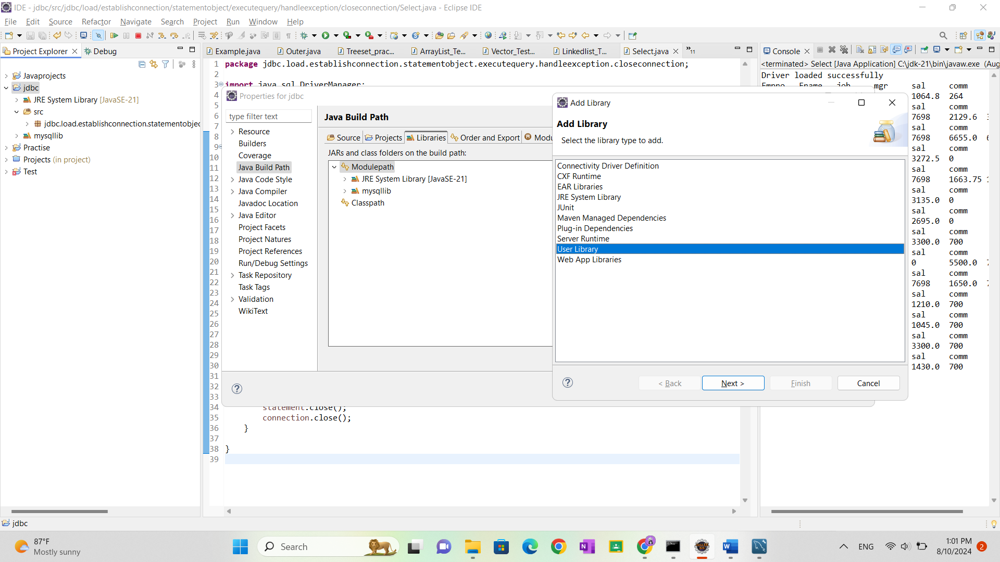 IDE - jdbc/src/jdbc/load/establishconnection/statementobject/executequery/handleexception/closeconnection/Select.java - Eclipse IDE
File Edit Source Refactor Navigate Search Project Run Window Help
Project Explorer
Debug
Javaprojects
jdbc
JRE System Library [JavaSE-21]
src
jdbc.load.establishconnection.statementobjec
mysqllib
Practise
Projects (in project)
Test
Example.java Outer.java Treeset_prac... ArrayList_Te... Vector_Test... Linkedlist_T... Select.java »11
1 package jdbc.load.establishconnection.statementobject.executequery.handleexception.closeconnection;
2
3 import java.sql.DriverManager;
4
5
6
7
8
9
10
11
12
13
14
15
16
17
18
19
20
21
22
23
24
25
26
27
28
29
30
31
32
33
34 statement.close();
35 connection.close();
36 }
37
38 }
39
Properties for jdbc
type filter text
Resource
Builders
Coverage
Java Build Path
Java Code Style
Java Compiler
Javadoc Location
Java Editor
Project Facets
Project Natures
Project References
Run/Debug Settings
Task Repository
Task Tags
Validation
WikiText
Java Build Path
Source Projects Libraries Order and Export Modu
JARs and class folders on the build path:
Modulepath
JRE System Library [JavaSE-21]
mysqllib
Classpath
Add Library
Add Library
Select the library type to add.
Connectivity Driver Definition
CXF Runtime
EAR Libraries
JRE System Library
JUnit
Maven Managed Dependencies
Plug-in Dependencies
Server Runtime
User Library
Web App Libraries
< Back Next > Finish Cancel
Console
<terminated> Select [Java Application] C:\jdk-21\bin\javaw.exe (Aug
Driver loaded successfully
Empno Ename job mgr sal comm
1064.8 264
sal comm
7698 2129.6
sal comm
7698 6655.0
sal comm
3272.5 0
sal comm
7698 1663.75
sal comm
3135.0 0
sal comm
2695.0 0
sal comm
3300.0 700
sal comm
0 5500.0
sal comm
7698 1650.0
sal comm
1210.0 700
sal comm
1045.0 700
sal comm
3300.0 700
sal comm
1430.0 700
jdbc
87°F
Mostly sunny
Search
ENG
1:01 PM
8/10/2024
2